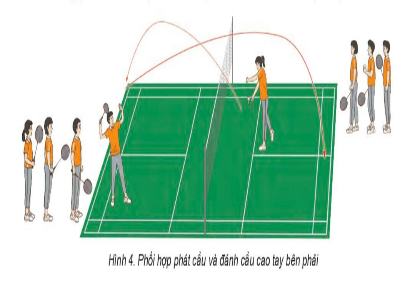 Hình 4. Phối hợp phát cầu và đánh cầu cao tay bên phải